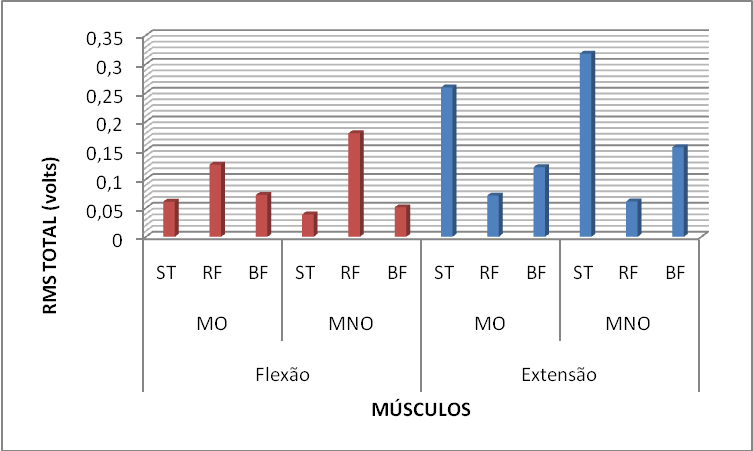 0,35
0,3
0,25
0,2
0,15
0,1
0,05
0
RMS TOTAL (volts)
ST RF BF ST RF BF ST RF BF ST RF BF
MO MNO MO MNO
Flexão Extensão
MÚSCULOS